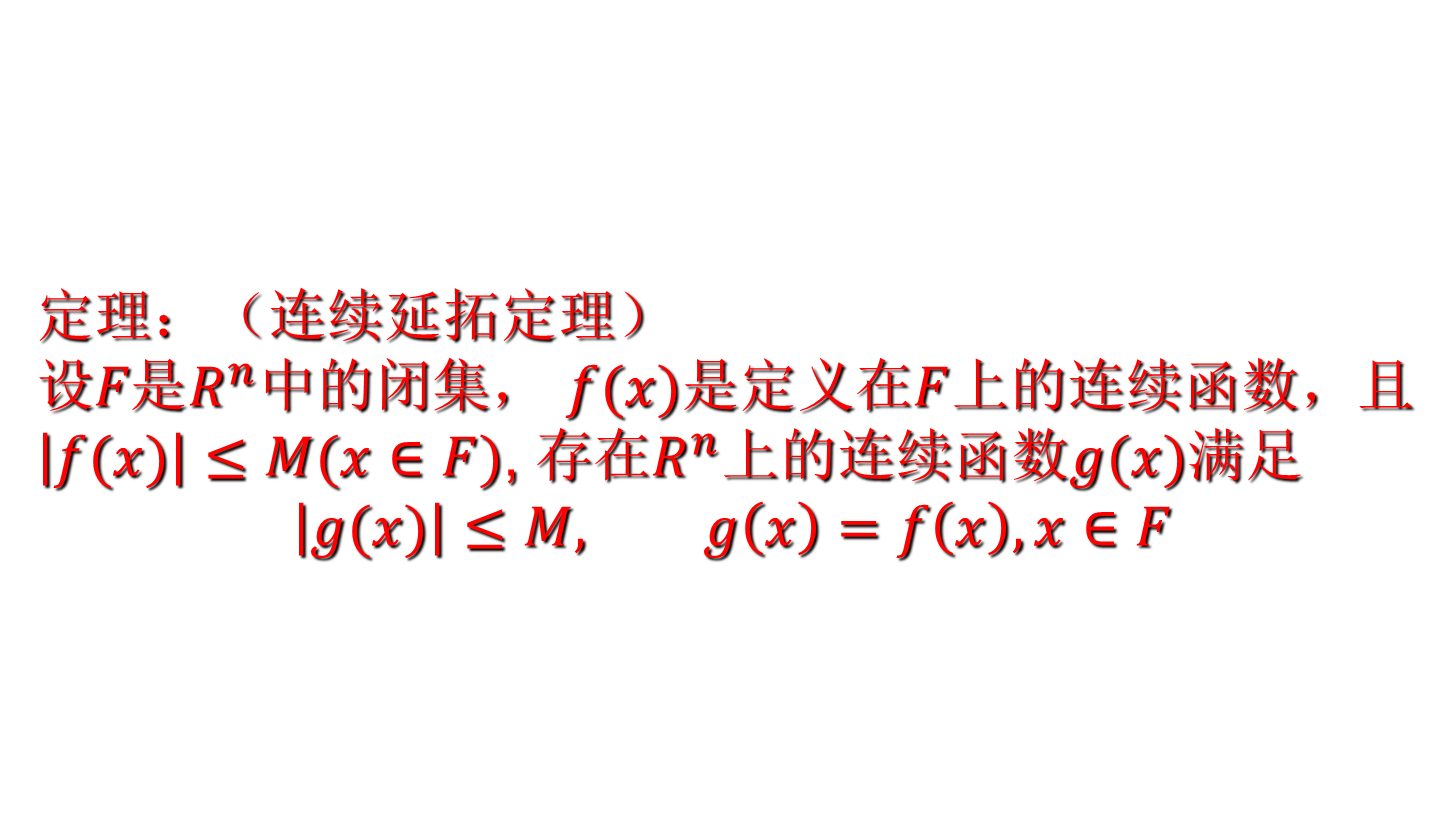 定理：（连续延拓定理）
设F是Rⁿ中的闭集， f(x)是定义在F上的连续函数，且
|f(x)| ≤ M(x ∈ F), 存在Rⁿ上的连续函数g(x)满足
|g(x)| ≤ M, g(x) = f(x), x ∈ F